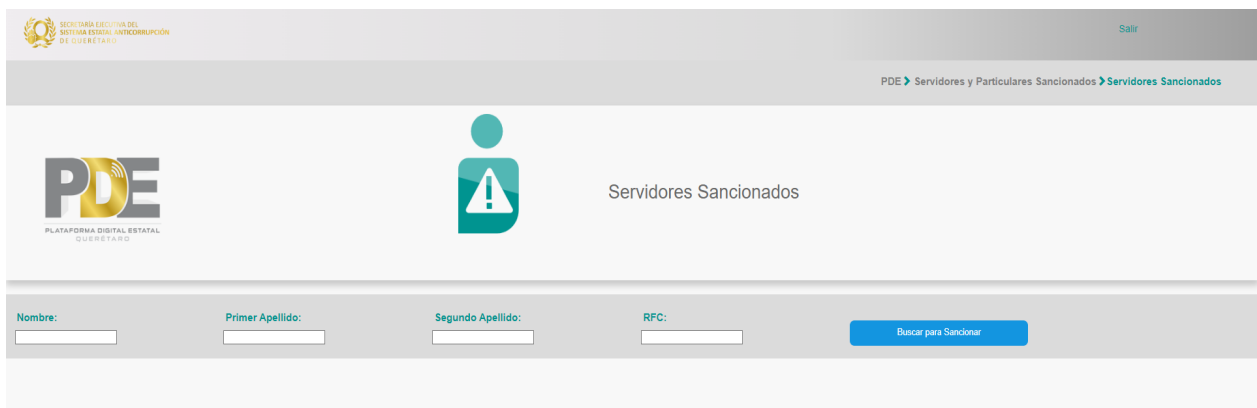 SECRETARÍA EJECUTIVA DEL
SISTEMA ESTATAL ANTICORRUPCIÓN
DE QUERÉTARO
Salir
PDE Servidores y Particulares Sancionados Servidores Sancionados
PDE
PLATAFORMA DIGITAL ESTATAL
QUERÉTARO
Servidores Sancionados
Nombre: Primer Apellido: Segundo Apellido: RFC:
Buscar para Sancionar